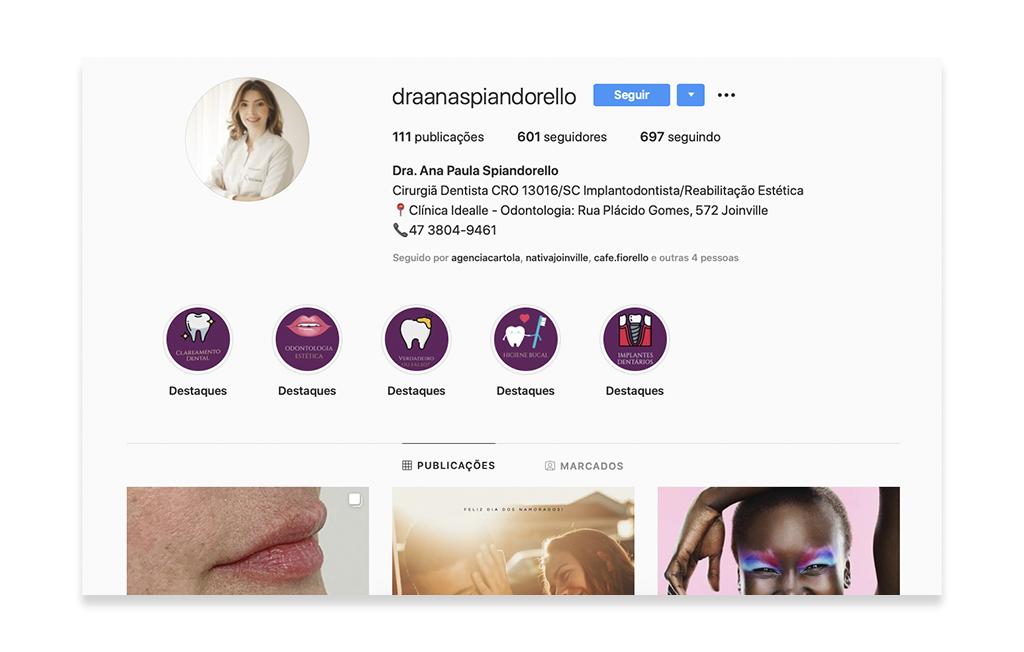 draanaspiandorello Seguir
111 publicações 601 seguidores 697 seguindo
Dra. Ana Paula Spiandorello
Cirurgiã Dentista CRO 13016/SC Implantodontista/Reabilitação Estética
Clínica Idealle - Odontologia: Rua Plácido Gomes, 572 Joinville
47 3804-9461
Seguido por agenciacartola, nativajoinville, cafe.fiorello e outras 4 pessoas
CLAREAMENTO
DENTAL
ODONTOLOGIA
ESTÉTICA
VERDADEIRO
OU FALSO?
HIGIENE BUCAL
IMPLANTES
DENTÁRIOS
Destaques Destaques Destaques Destaques Destaques
PUBLICAÇÕES MARCADOS
FELIZ DIA DOS NAMORADOS!